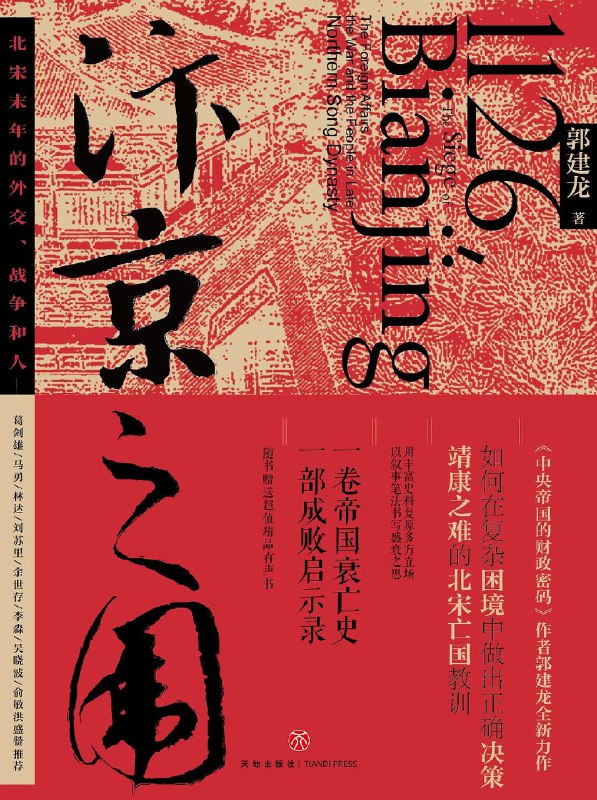 汴京之围
1126,
The Siege of
Bianjing
The Foreign Affairs
the War and the People in Late
Northern Song Dynasty
郭建龙 著
北宋末年的外交、战争和人
《中央帝国的财政密码》作者郭建龙全新力作
如何在复杂困境中做出正确决策
靖康之难的北宋亡国教训
用丰富史料复原多方立场
以叙事笔法书写盛衰之思
一卷帝国衰亡史
一部成败启示录
随书赠送超值精品有声书
葛剑雄/马勇/林达/刘苏里/余世存/李淼/吴晓波/俞敏洪盛赞推荐
天地出版社 | TIANDI PRESS